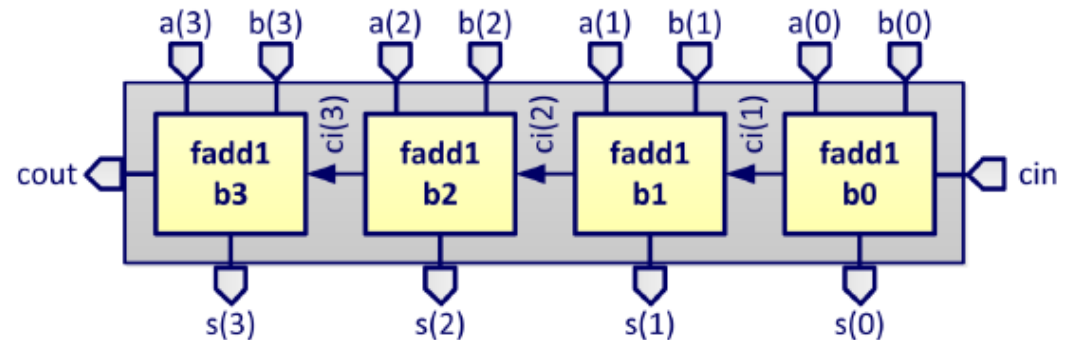 a(3) b(3) a(2) b(2) a(1) b(1) a(0) b(0)
ci(3) ci(2) ci(1)
fadd1 fadd1 fadd1 fadd1
cout b3 b2 b1 b0 cin
s(3) s(2) s(1) s(0)